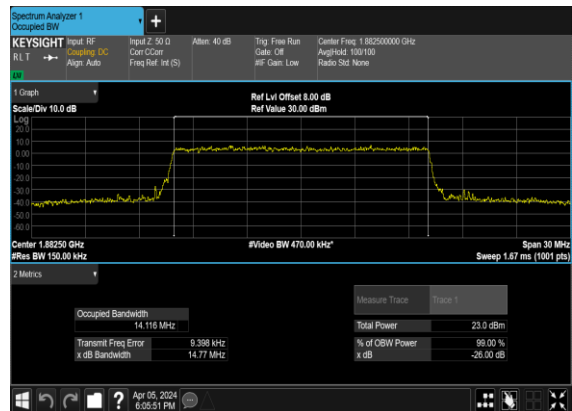 Spectrum Analyzer 1
Occupied BW
+
KEYSIGHT Input: RF Input Z: 50 Ω Atten: 40 dB Trig: Free Run Center Freq: 1.882500000 GHz
RLT Coupling: DC Corr CCorr Gate: Off Avg|Hold: 100/100
Align: Auto Freq Ref: Int (S) #IF Gain: Low Radio Std: None
1 Graph
Scale/Div 10.0 dB
Ref Lvl Offset 8.00 dB
Ref Value 30.00 dBm
Log
20.0
10.0
0.00
-10.0
-20.0
-30.0
-40.0
-50.0
-60.0
Center 1.88250 GHz #Video BW 470.00 kHz* Span 30 MHz
#Res BW 150.00 kHz Sweep 1.67 ms (1001 pts)
2 Metrics
Measure Trace Trace 1
Occupied Bandwidth
14.116 MHz
Total Power 23.0 dBm
Transmit Freq Error 9.398 kHz % of OBW Power 99.00 %
x dB Bandwidth 14.77 MHz x dB -26.00 dB
?
Apr 05, 2024
6:05:51 PM